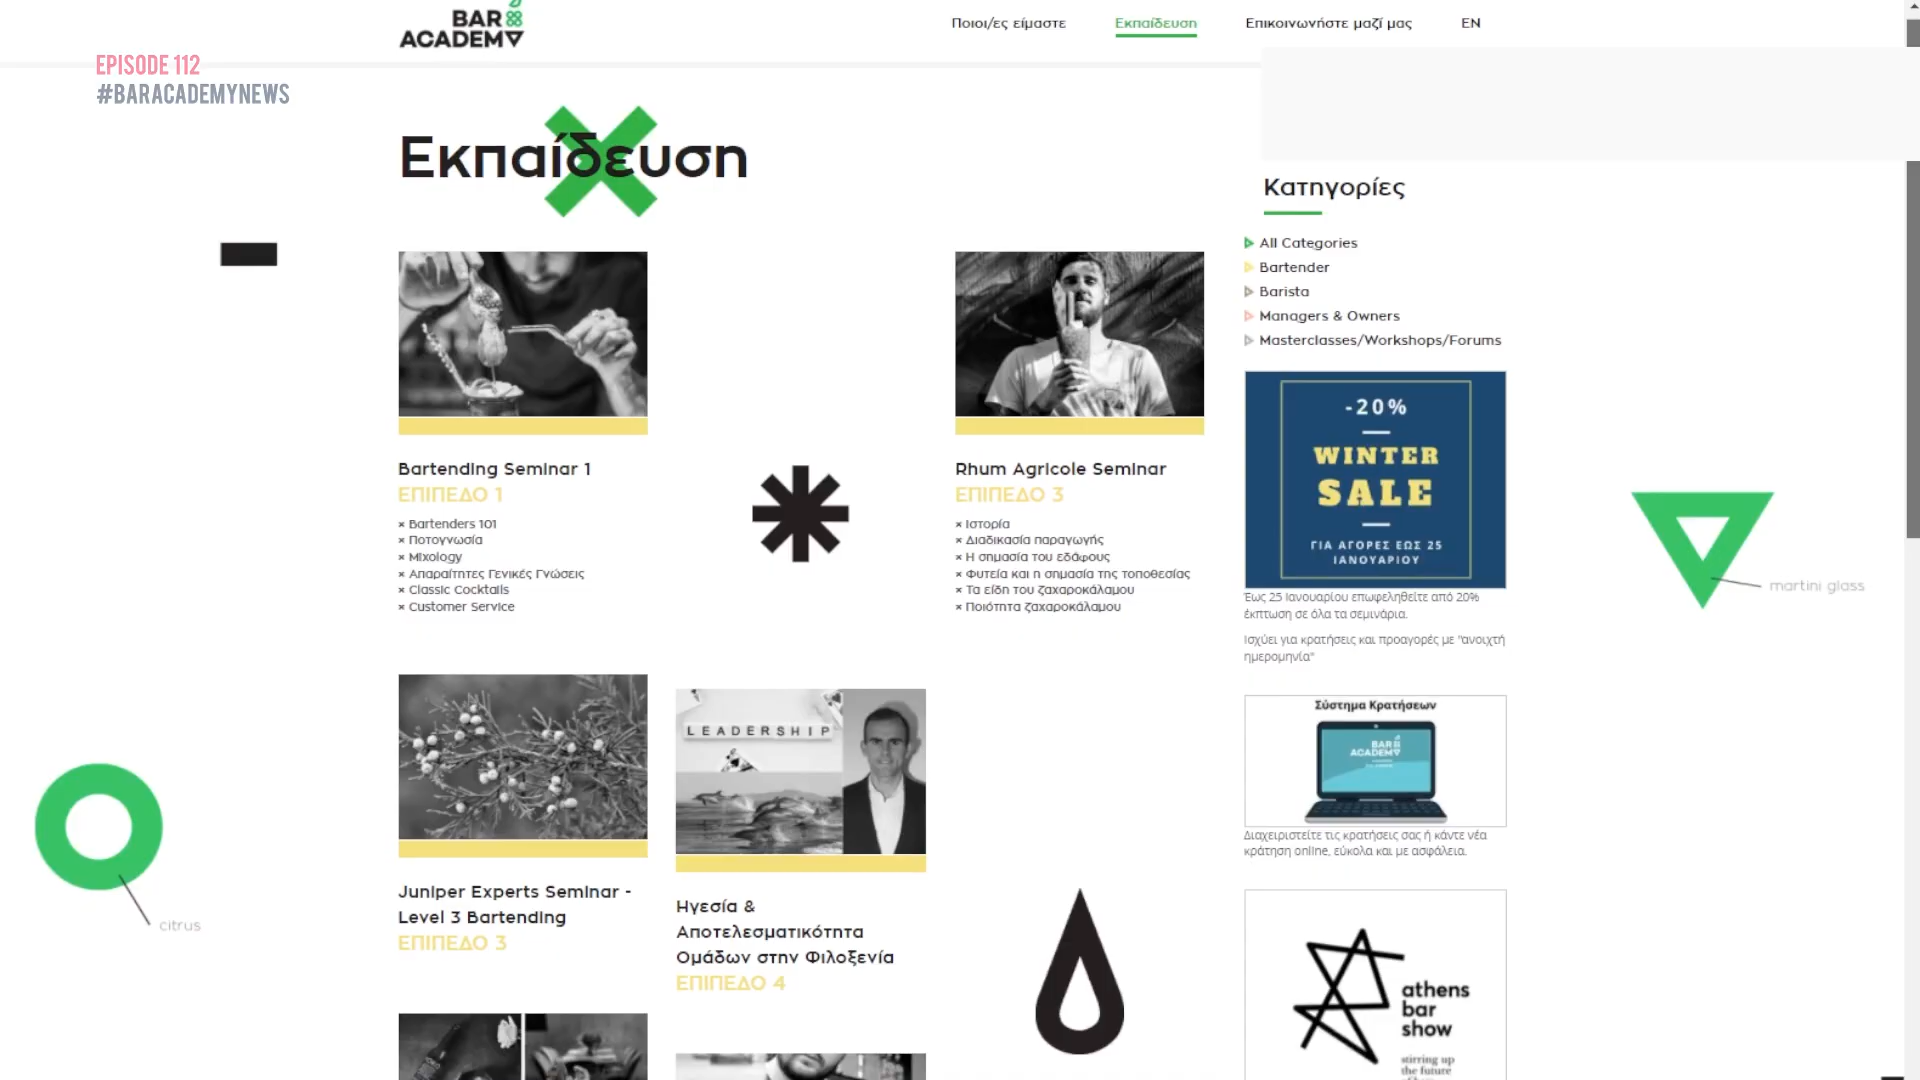 BAR
ACADEMY
Ποιοι/ες είμαστε
Εκπαίδευση
Επικοινωνήστε μαζί μας
EN
EPISODE 112
#BARACADEMYNEWS
Εκπαίδευση
Bartending Seminar 1
ΕΠΙΠΕΔΟ 1
× Bartenders 101
× Ποτογνωσία
× Mixology
× Απαραίτητες Γενικές Γνώσεις
× Classic Cocktails
× Customer Service
Rhum Agricole Seminar
ΕΠΙΠΕΔΟ 3
× Ιστορία
× Διαδικασία παραγωγής
× Η σημασία του εδάφους
× Φυτεία και η σημασία της τοποθεσίας
× Τα είδη του ζαχαροκάλαμου
× Ποιότητα ζαχαροκάλαμου
Juniper Experts Seminar -
Level 3 Bartending
ΕΠΙΠΕΔΟ 3
LEADERSHIP
Ηγεσία &
Αποτελεσματικότητα
Ομάδων στην Φιλοξενία
ΕΠΙΠΕΔΟ 4
Κατηγορίες
All Categories
Bartender
Barista
Managers & Owners
Masterclasses/Workshops/Forums
-20%
WINTER
SALE
ΓΙΑ ΑΓΟΡΕΣ ΕΩΣ 25
ΙΑΝΟΥΑΡΙΟΥ
Έως 25 Ιανουαρίου επωφεληθείτε από 20%
έκπτωση σε όλα τα σεμινάρια.
Ισχύει για κρατήσεις και προαγορές με "ανοιχτή
ημερομηνία"
Σύστημα Κρατήσεων
BAR
ACADEMY
Διαχειριστείτε τις κρατήσεις σας ή κάντε νέα
κράτηση online, εύκολα και με ασφάλεια.
athens
bar
show
stirring up
the future
martini glass
citrus